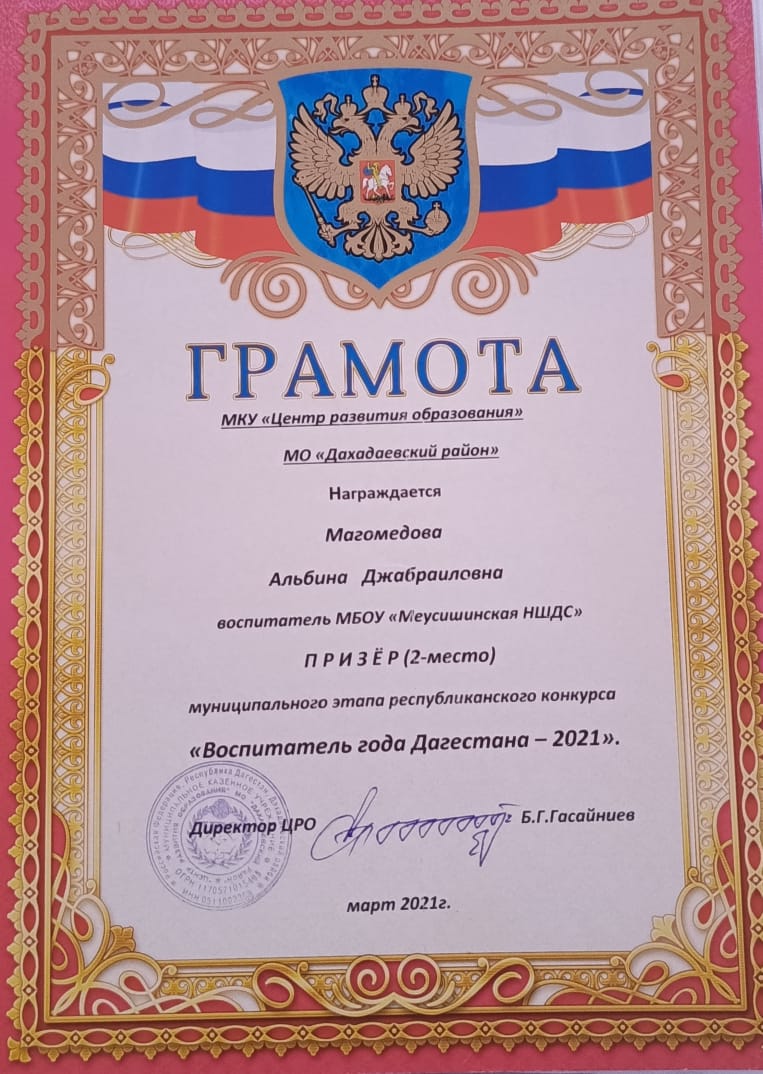 ГРАМОТА
МКУ «Центр развития образования»
МО «Дахадаевский район»
Награждается
Магомедова
Альбина Джабраиловна
воспитатель МБОУ «Меусишинская НШДС»
П Р И З Ё Р (2-место)
муниципального этапа республиканского конкурса
«Воспитатель года Дагестана – 2021».
Директор ЦРО
Б.Г.Гасайниев
март 2021г.